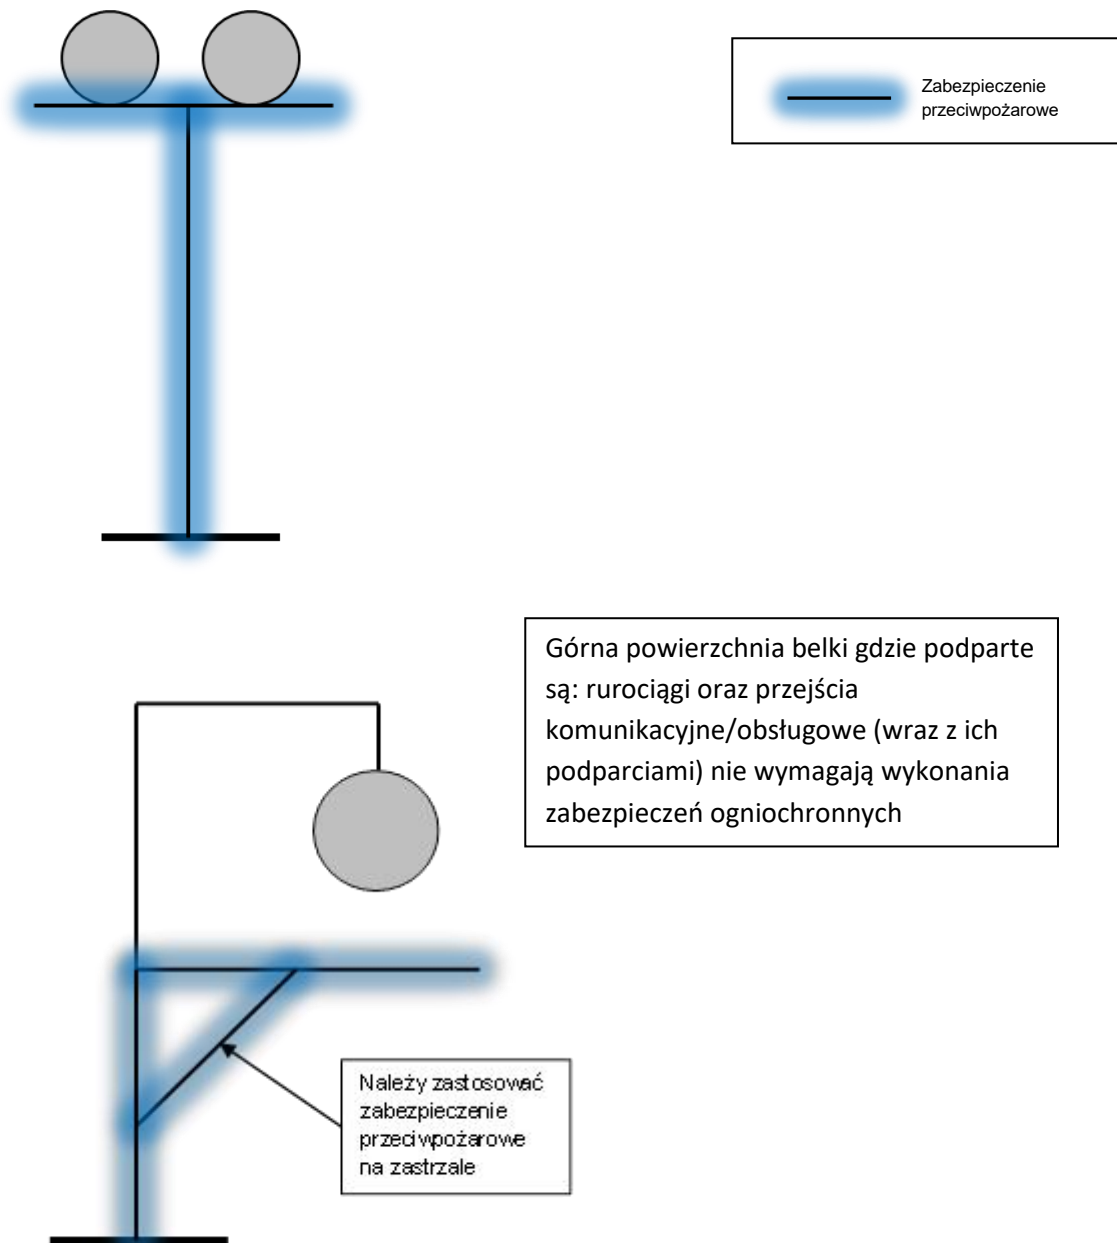 Zabezpieczenie
przeciwpożarowe
Górna powierzchnia belki gdzie podparte
są: rurociągi oraz przejścia
komunikacyjne/obsługowe (wraz z ich
podparciami) nie wymagają wykonania
zabezpieczeń ogniochronnych
Należy zastosować
zabezpieczenie
przeciwpożarowe
na zastrzale